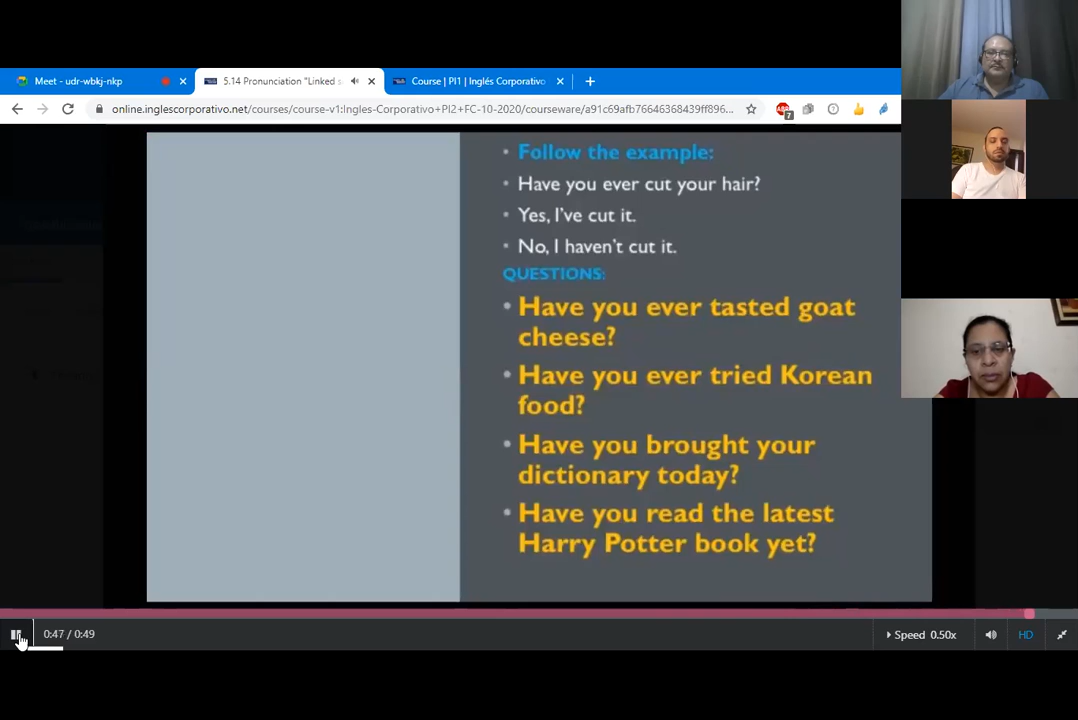 Meet - udr-wbkj-nkp
5.14 Pronunciation "Linked s
Course | PI1 | Inglés Corporativo
online.inglescorporativo.net/courses/course-v1:Ingles-Corporativo+PI2+FC-10-2020/courseware/a91c69afb76646368439ff896...
7
• Follow the example:
• Have you ever cut your hair?
• Yes, I've cut it.
• No, I haven't cut it.
QUESTIONS:
• Have you ever tasted goat
cheese?
• Have you ever tried Korean
food?
• Have you brought your
dictionary today?
• Have you read the latest
Harry Potter book yet?
0:47 / 0:49
Speed 0.50x
HD